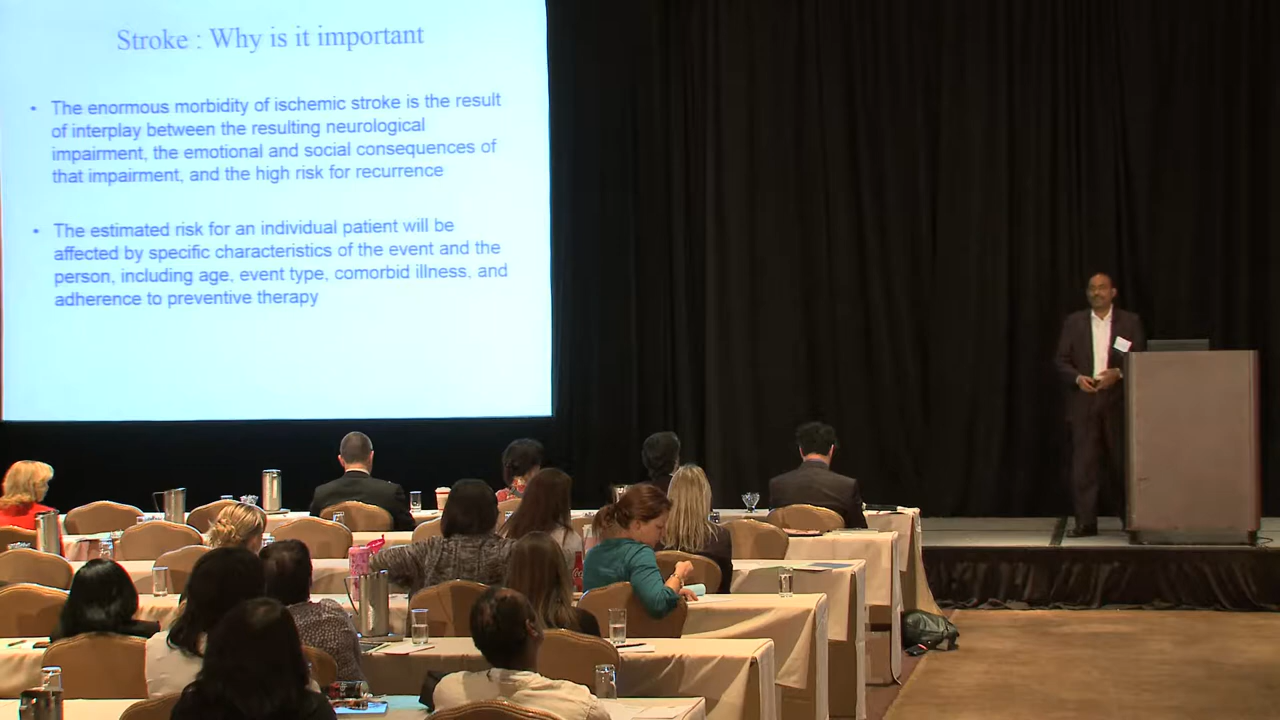 Stroke : Why is it important
• The enormous morbidity of ischemic stroke is the result
of interplay between the resulting neurological
impairment, the emotional and social consequences of
that impairment, and the high risk for recurrence
• The estimated risk for an individual patient will be
affected by specific characteristics of the event and the
person, including age, event type, comorbid illness, and
adherence to preventive therapy